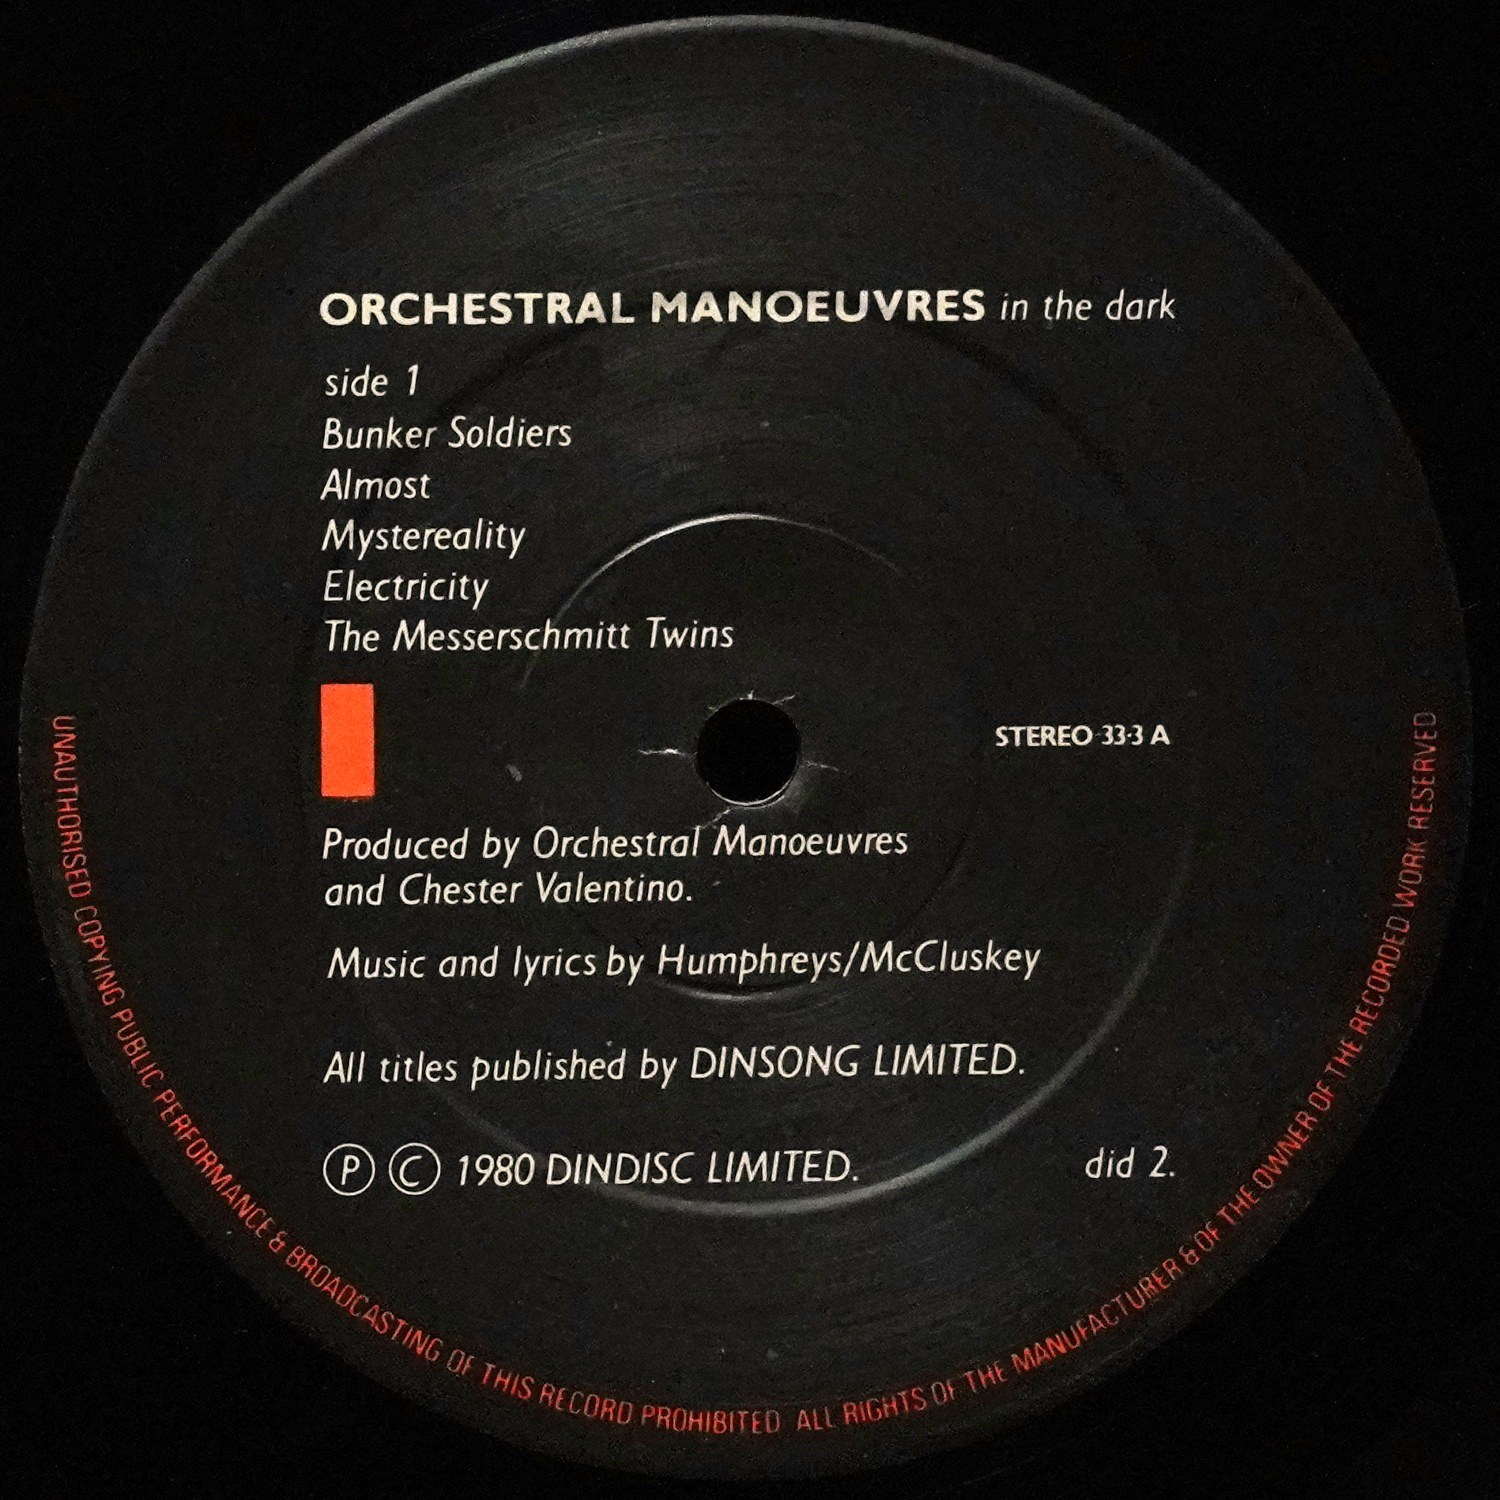 ORCHESTRAL MANOEUVRES in the dark
side 1
Bunker Soldiers
Almost
Mystereality
Electricity
The Messerschmitt Twins
STEREO 33·3 A
Produced by Orchestral Manoeuvres
and Chester Valentino.
Music and lyrics by Humphreys/McCluskey
All titles published by DINSONG LIMITED.
Ⓟ © 1980 DINDISC LIMITED.
did 2.
UNAUTHORISED COPYING PUBLIC PERFORMANCE & BROADCASTING OF THIS RECORD PROHIBITED ALL RIGHTS OF THE MANUFACTURER & OF THE OWNER OF THE RECORDED WORK RESERVED